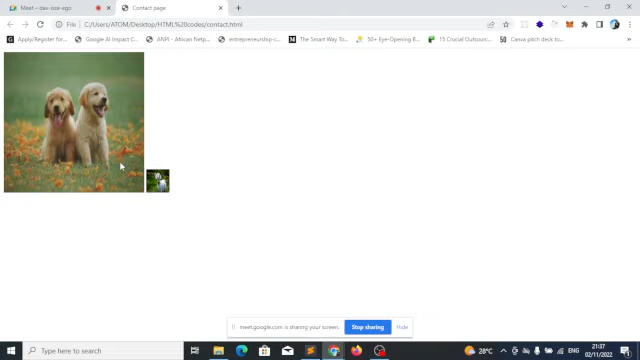 Meet – dav-isoe-ego
Contact page
File
C:/Users/ATOM/Desktop/HTML%20codes/contact.html
Apply/Register for
Google AI Impact C
ANPI - African Netp...
entrepreneurship-c
The Smart Way To
50+ Eye-Opening B
15 Crucial Outsourc
Canva pitch deck to
meet.google.com is sharing your screen.
Stop sharing
Hide
Type here to search
28°C
ENG
21:37
02/11/2022